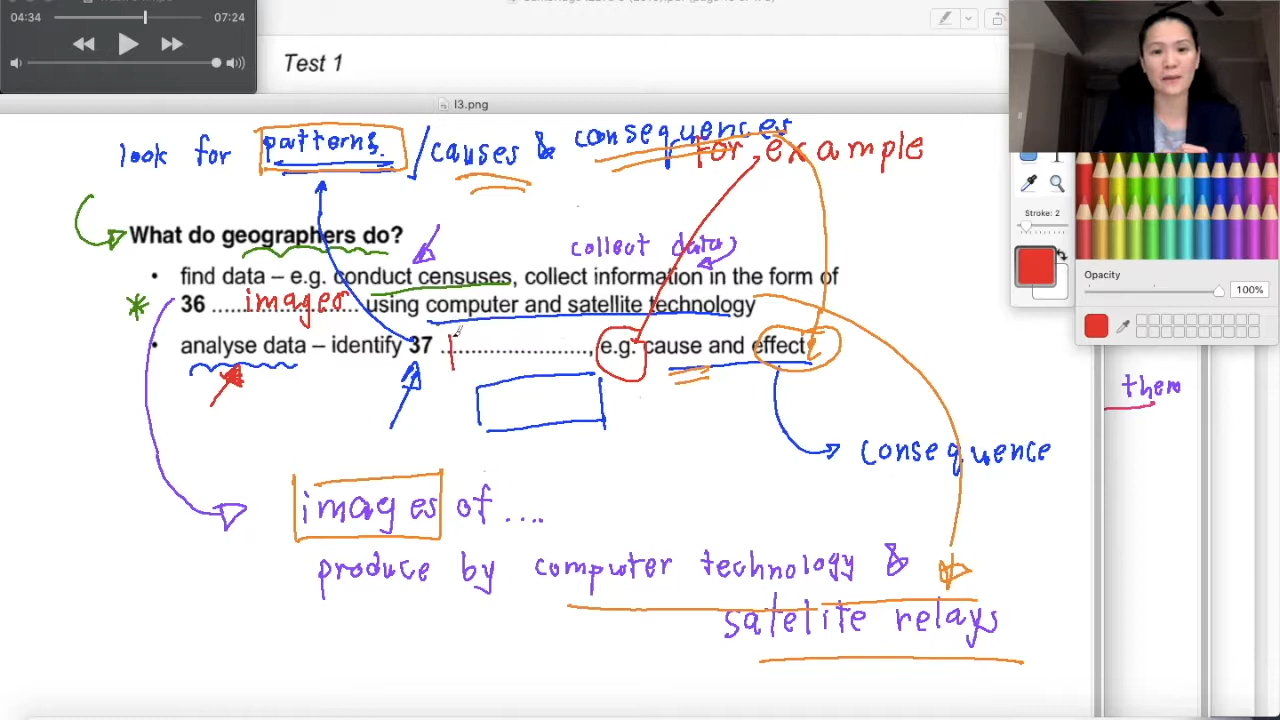 04:34 07:24
Test 1
I3.png
look for patterns. / causes & consequences
for example
What do geographers do?
collect data
• find data – e.g. conduct censuses, collect information in the form of
* 36 .... images .... using computer and satellite technology
• analyse data – identify 37 ............................, e.g. cause and effect
Stroke: 2
Opacity
100%
them
consequence
images of ....
produce by computer technology &
satelite relays